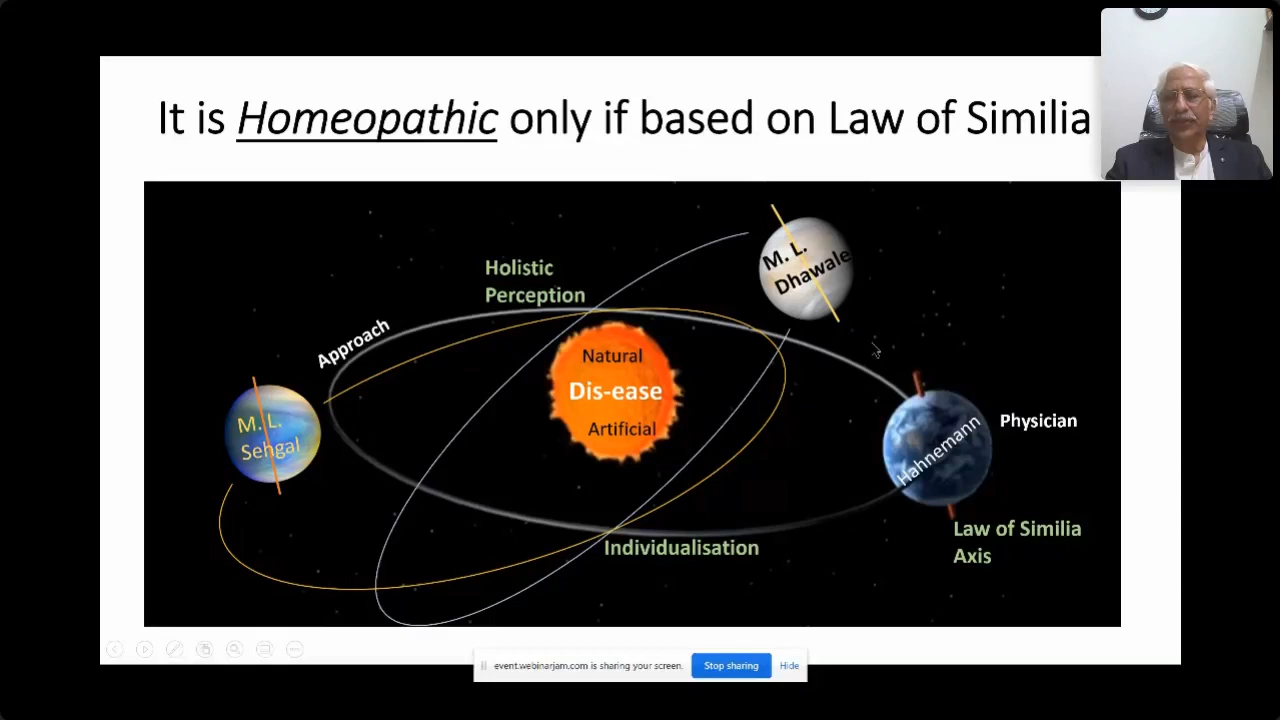 It is Homeopathic only if based on Law of Similia
Holistic
Perception
Approach
M. L.
Dhawale
Natural
Dis-ease
Artificial
M. L.
Sehgal
Hahnemann
Physician
Law of Similia
Axis
Individualisation
event.webinarjam.com is sharing your screen.
Stop sharing
Hide